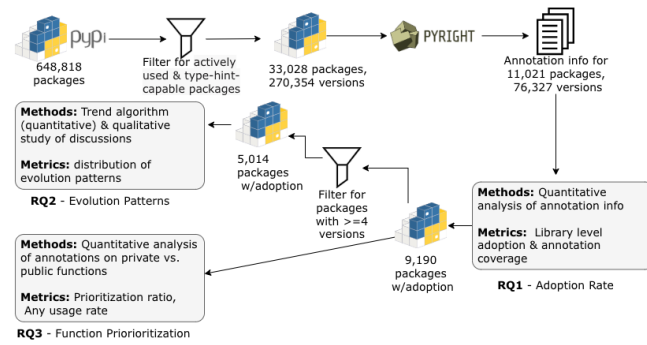 pypi
648,818
packages
Filter for actively
used & type-hint-
capable packages
33,028 packages,
270,354 versions
PYRIGHT
Annotation info for
11,021 packages,
76,327 versions
Methods: Trend algorithm
(quantitative) & qualitative
study of discussions
Metrics: distribution of
evolution patterns
RQ2 - Evolution Patterns
5,014
packages
w/adoption
Filter for
packages
with >=4
versions
Methods: Quantitative
analysis of annotation info
Metrics: Library level
adoption & annotation
coverage
RQ1 - Adoption Rate
9,190
packages
w/adoption
Methods: Quantitative analysis
of annotations on private vs.
public functions
Metrics: Prioritization ratio,
Any usage rate
RQ3 - Function Priorioritization